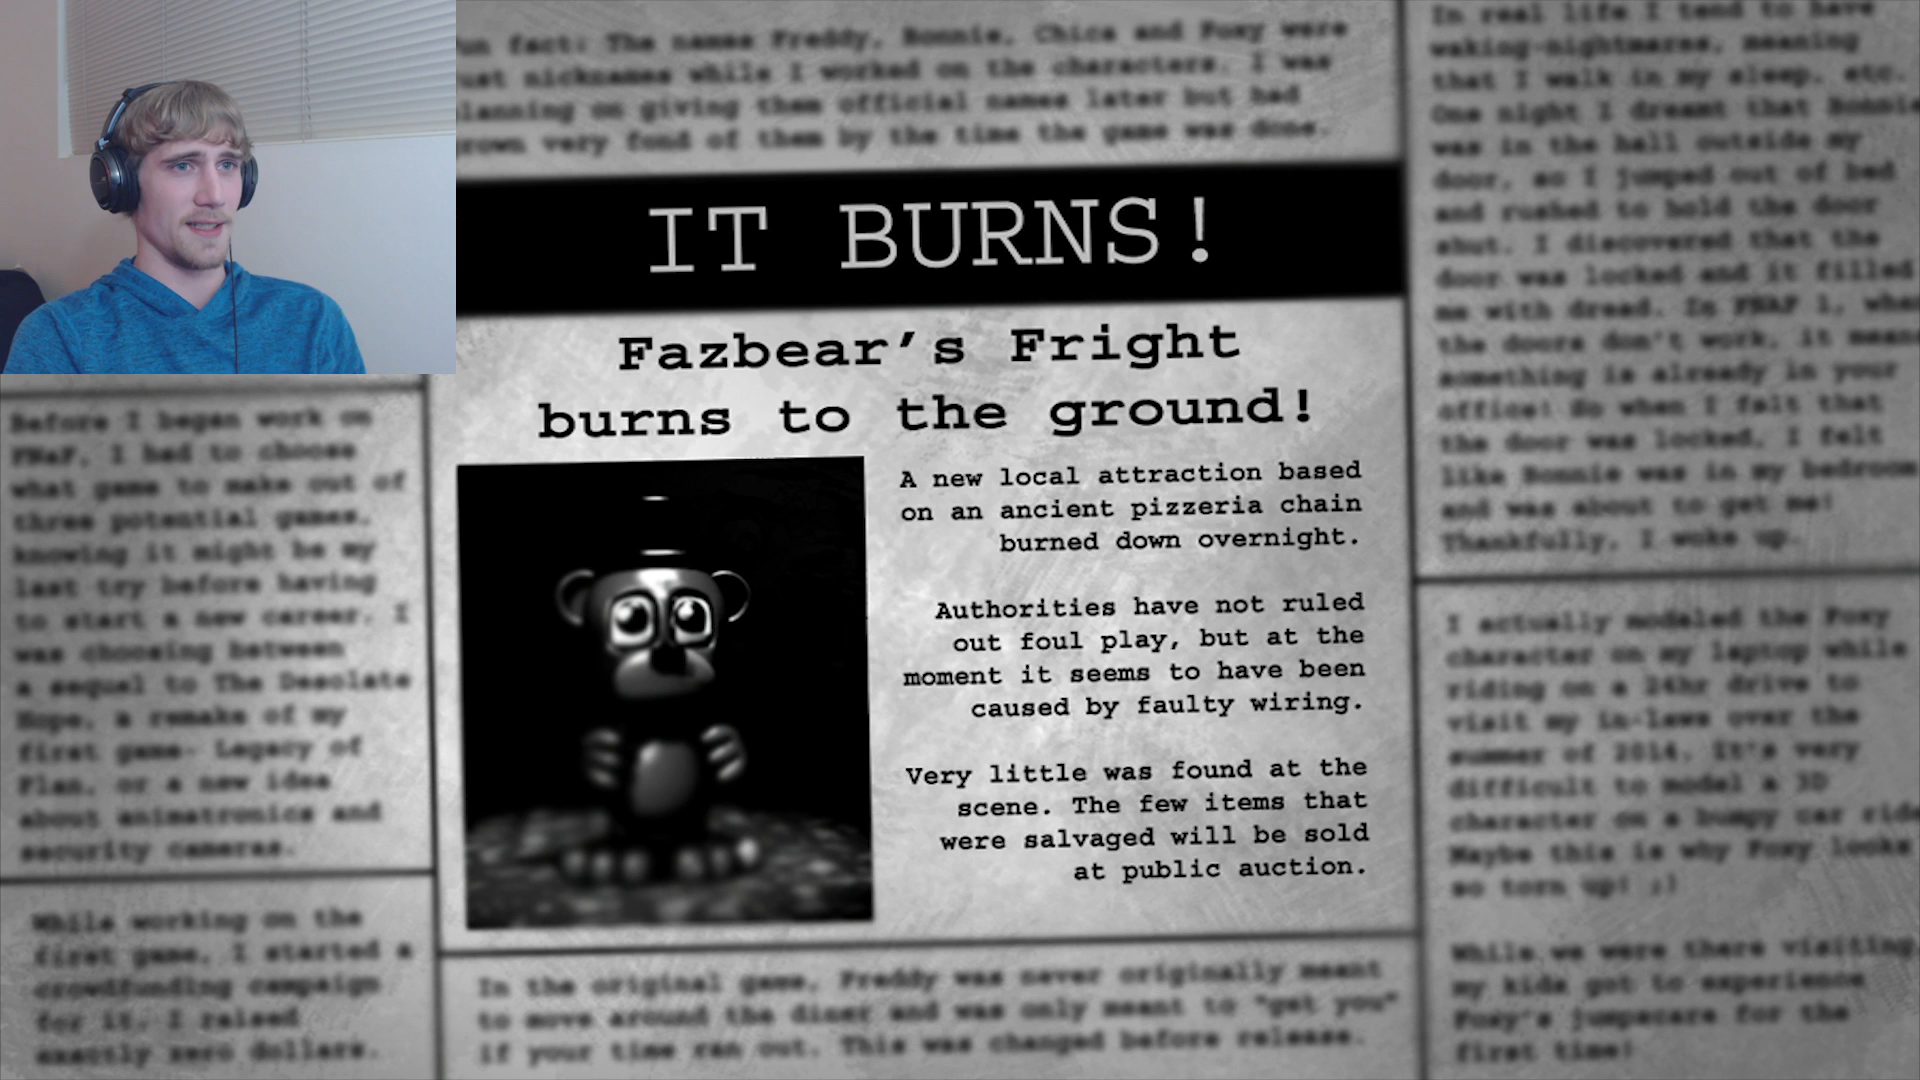 un fact: The names Freddy, Bonnie, Chica and Foxy were
ust nicknames while I worked on the characters. I was
lanning on giving them official names later but had
rown very fond of them by the time the game was done.
IT BURNS!
Fazbear's Fright
burns to the ground!
A new local attraction based
on an ancient pizzeria chain
burned down overnight.
Authorities have not ruled
out foul play, but at the
moment it seems to have been
caused by faulty wiring.
Very little was found at the
scene. The few items that
were salvaged will be sold
at public auction.
Before I began work on
FNaF, I had to choose
what game to make out of
three potential games,
knowing it might be my
last try before having
to start a new career. I
was choosing between
a sequel to The Desolate
Hope, a remake of my
first game- Legacy of
Flan, or a new idea
about animatronics and
security cameras.
While working on the
first game, I started a
crowdfunding campaign
for it. I raised
exactly zero dollars.
In the original game, Freddy was never originally meant
to move around the diner and was only meant to "get you"
if your time ran out. This was changed before release.
In real life I tend to have
waking-nightmares, meaning
that I walk in my sleep, etc.
One night I dreamt that Bonnie
was in the hall outside my
door, so I jumped out of bed
and rushed to hold the door
shut. I discovered that the
door was locked and it filled
me with dread. In FNAF 1, when
the doors don't work, it means
something is already in your
office! So when I felt that
the door was locked, I felt
like Bonnie was in my bedroom
and was about to get me!
Thankfully, I woke up.
I actually modeled the Foxy
character on my laptop while
riding on a 24hr drive to
visit my in-laws over the
summer of 2014. It's very
difficult to model a 3D
character on a bumpy car ride
Maybe this is why Foxy looks
so torn up! ;)
While we were there visiting,
my kids got to experience
Foxy's jumpscare for the
first time!